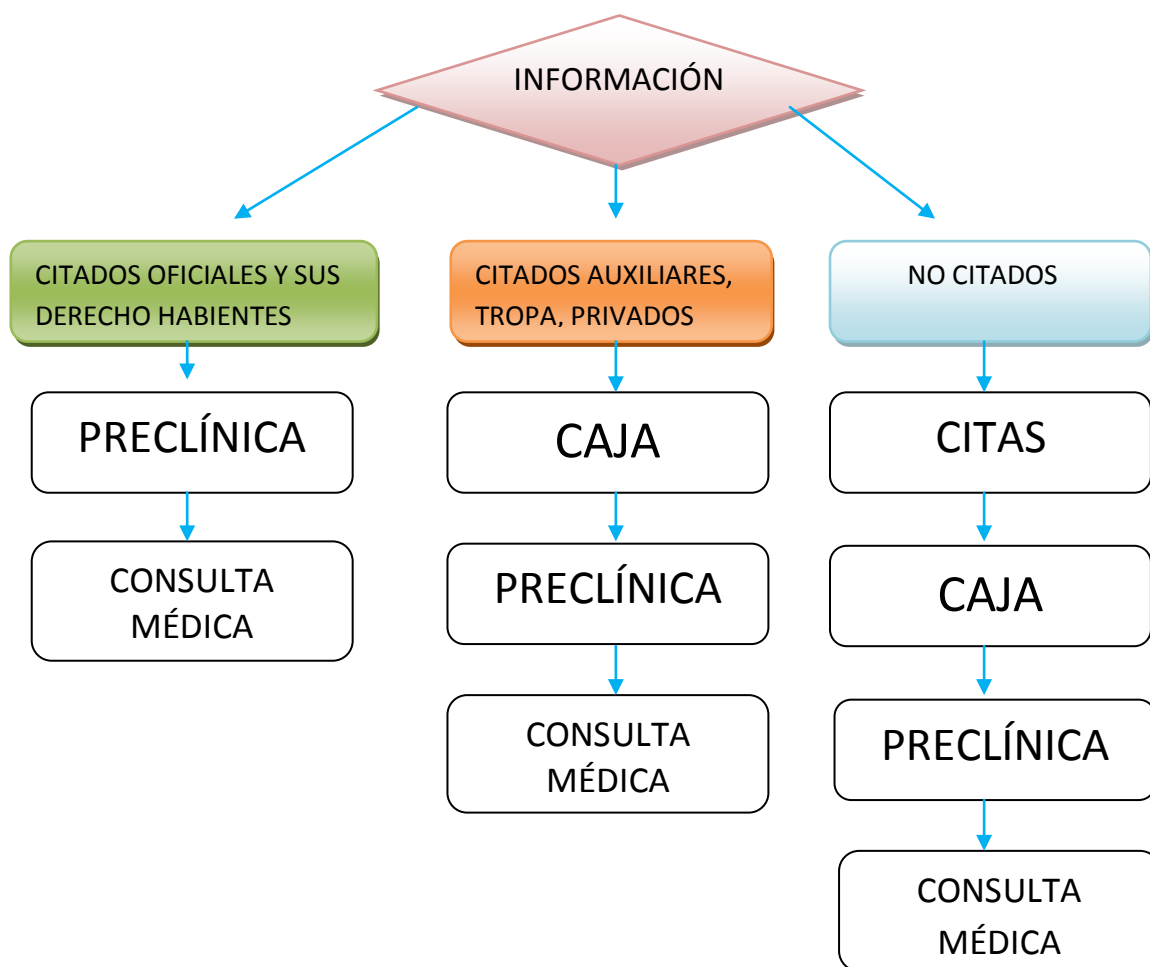 INFORMACIÓN
CITADOS OFICIALES Y SUS
DERECHO HABIENTES
CITADOS AUXILIARES,
TROPA, PRIVADOS
NO CITADOS
PRECLÍNICA
CAJA
CITAS
CONSULTA
MÉDICA
PRECLÍNICA
CAJA
CONSULTA
MÉDICA
PRECLÍNICA
CONSULTA
MÉDICA